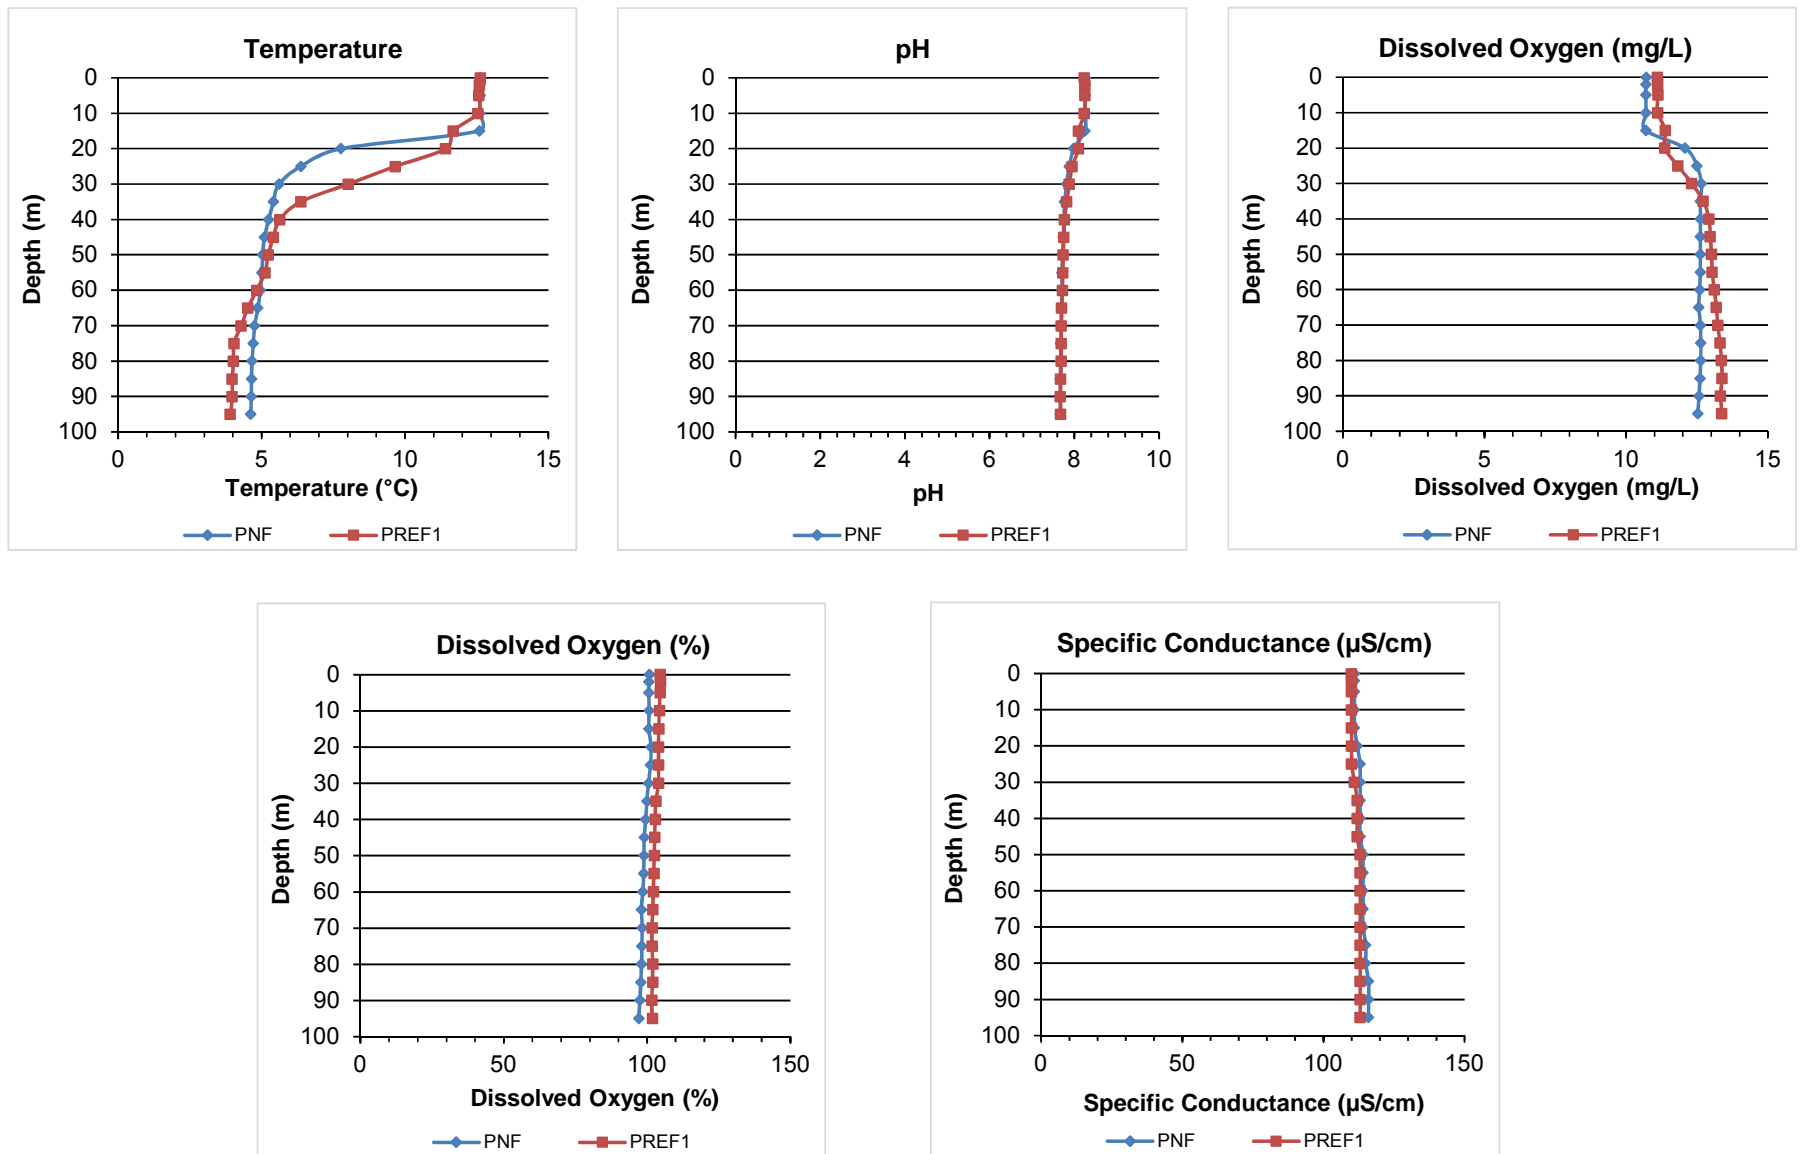 Temperature
0
10
20
30
40
50
60
70
80
90
100
Depth (m)
0 5 10 15
Temperature (°C)
PNF PREF1
pH
0
10
20
30
40
50
60
70
80
90
100
Depth (m)
0 2 4 6 8 10
pH
PNF PREF1
Dissolved Oxygen (mg/L)
0
10
20
30
40
50
60
70
80
90
100
Depth (m)
0 5 10 15
Dissolved Oxygen (mg/L)
PNF PREF1
Dissolved Oxygen (%)
0
10
20
30
40
50
60
70
80
90
100
Depth (m)
0 50 100 150
Dissolved Oxygen (%)
PNF PREF1
Specific Conductance (µS/cm)
0
10
20
30
40
50
60
70
80
90
100
Depth (m)
0 50 100 150
Specific Conductance (µS/cm)
PNF PREF1